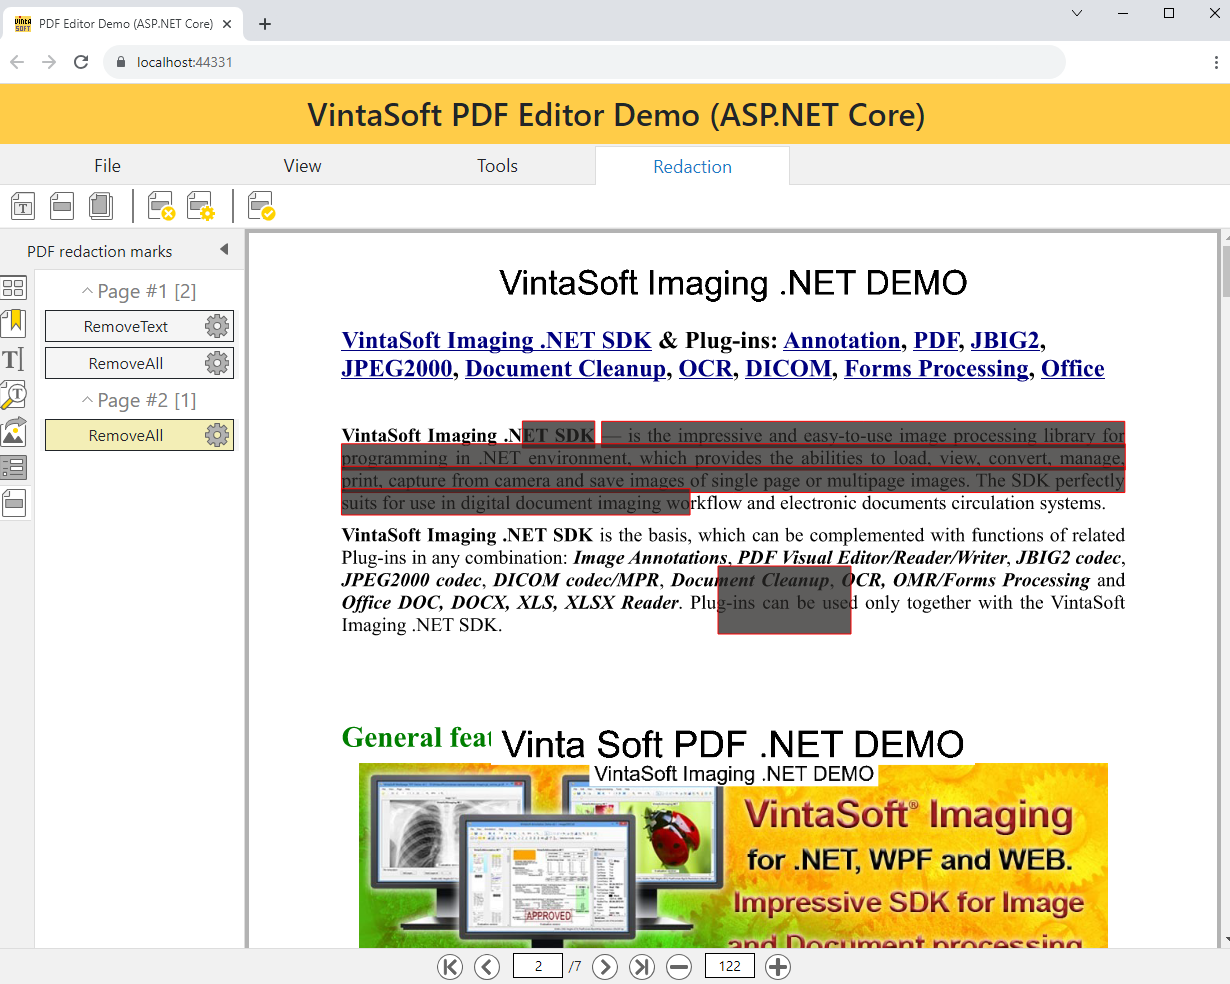 PDF Editor Demo (ASP.NET Core)
localhost:44331
VintaSoft PDF Editor Demo (ASP.NET Core)
File View Tools Redaction
PDF redaction marks
Page #1 [2]
RemoveText
RemoveAll
Page #2 [1]
RemoveAll
VintaSoft Imaging .NET DEMO
VintaSoft Imaging .NET SDK & Plug-ins: Annotation, PDF, JBIG2,
JPEG2000, Document Cleanup, OCR, DICOM, Forms Processing, Office
VintaSoft Imaging .NET SDK — is the impressive and easy-to-use image processing library for
programming in .NET environment, which provides the abilities to load, view, convert, manage,
print, capture from camera and save images of single page or multipage images. The SDK perfectly
suits for use in digital document imaging workflow and electronic documents circulation systems.
VintaSoft Imaging .NET SDK is the basis, which can be complemented with functions of related
Plug-ins in any combination: Image Annotations, PDF Visual Editor/Reader/Writer, JBIG2 codec,
JPEG2000 codec, DICOM codec/MPR, Document Cleanup, OCR, OMR/Forms Processing and
Office DOC, DOCX, XLS, XLSX Reader. Plug-ins can be used only together with the VintaSoft
Imaging .NET SDK.
General feat
Vinta Soft PDF .NET DEMO
VintaSoft Imaging .NET DEMO
VintaSoft® Imaging
for .NET, WPF and WEB.
Impressive SDK for Image
and Document processing
APPROVED
2 /7 122